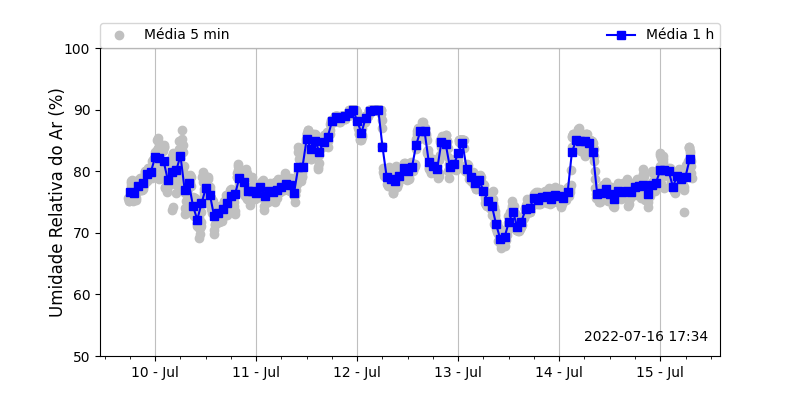 Média 5 min
Média 1 h
Umidade Relativa do Ar (%)
100
90
80
70
60
50
2022-07-16 17:34
10 - Jul
11 - Jul
12 - Jul
13 - Jul
14 - Jul
15 - Jul